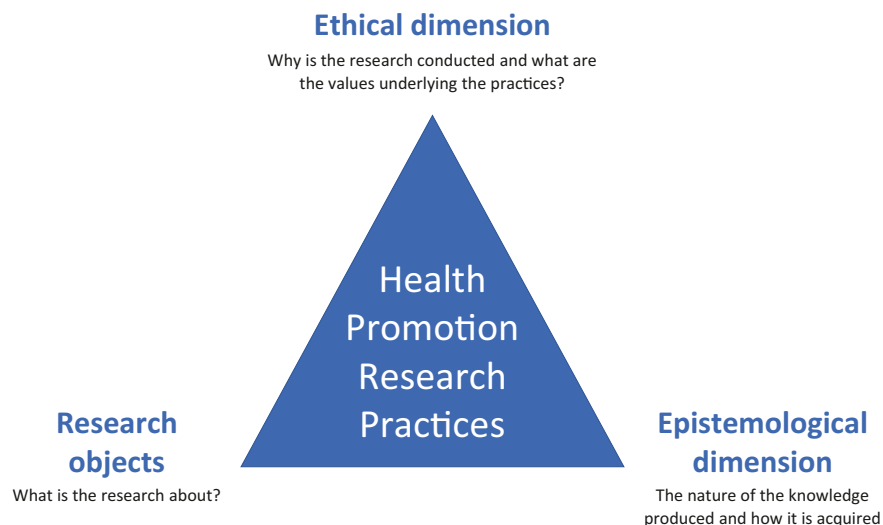 Ethical dimension
Why is the research conducted and what are
the values underlying the practices?
Health
Promotion
Research
Practices
Research
objects
What is the research about?
Epistemological
dimension
The nature of the knowledge
produced and how it is acquired